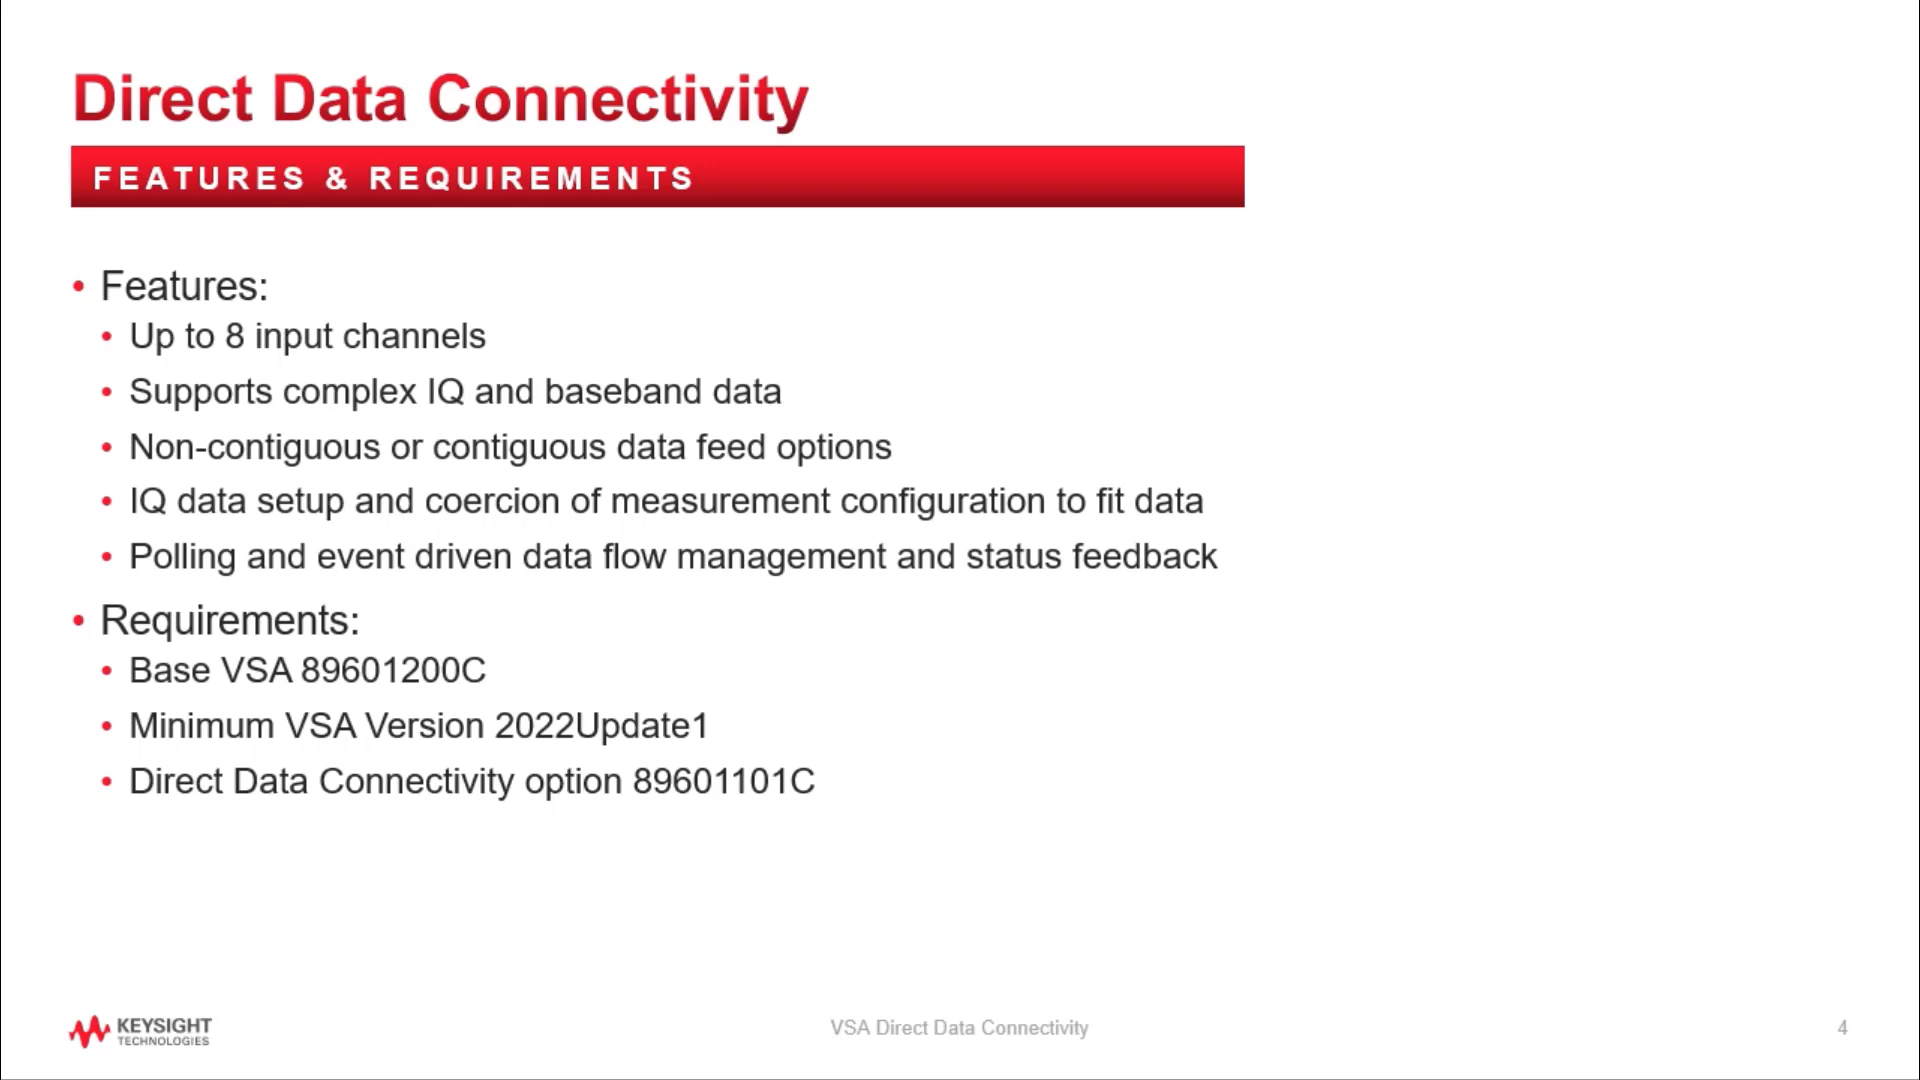 Direct Data Connectivity
FEATURES & REQUIREMENTS
• Features:
• Up to 8 input channels
• Supports complex IQ and baseband data
• Non-contiguous or contiguous data feed options
• IQ data setup and coercion of measurement configuration to fit data
• Polling and event driven data flow management and status feedback
• Requirements:
• Base VSA 89601200C
• Minimum VSA Version 2022Update1
• Direct Data Connectivity option 89601101C
KEYSIGHT
TECHNOLOGIES
VSA Direct Data Connectivity
4